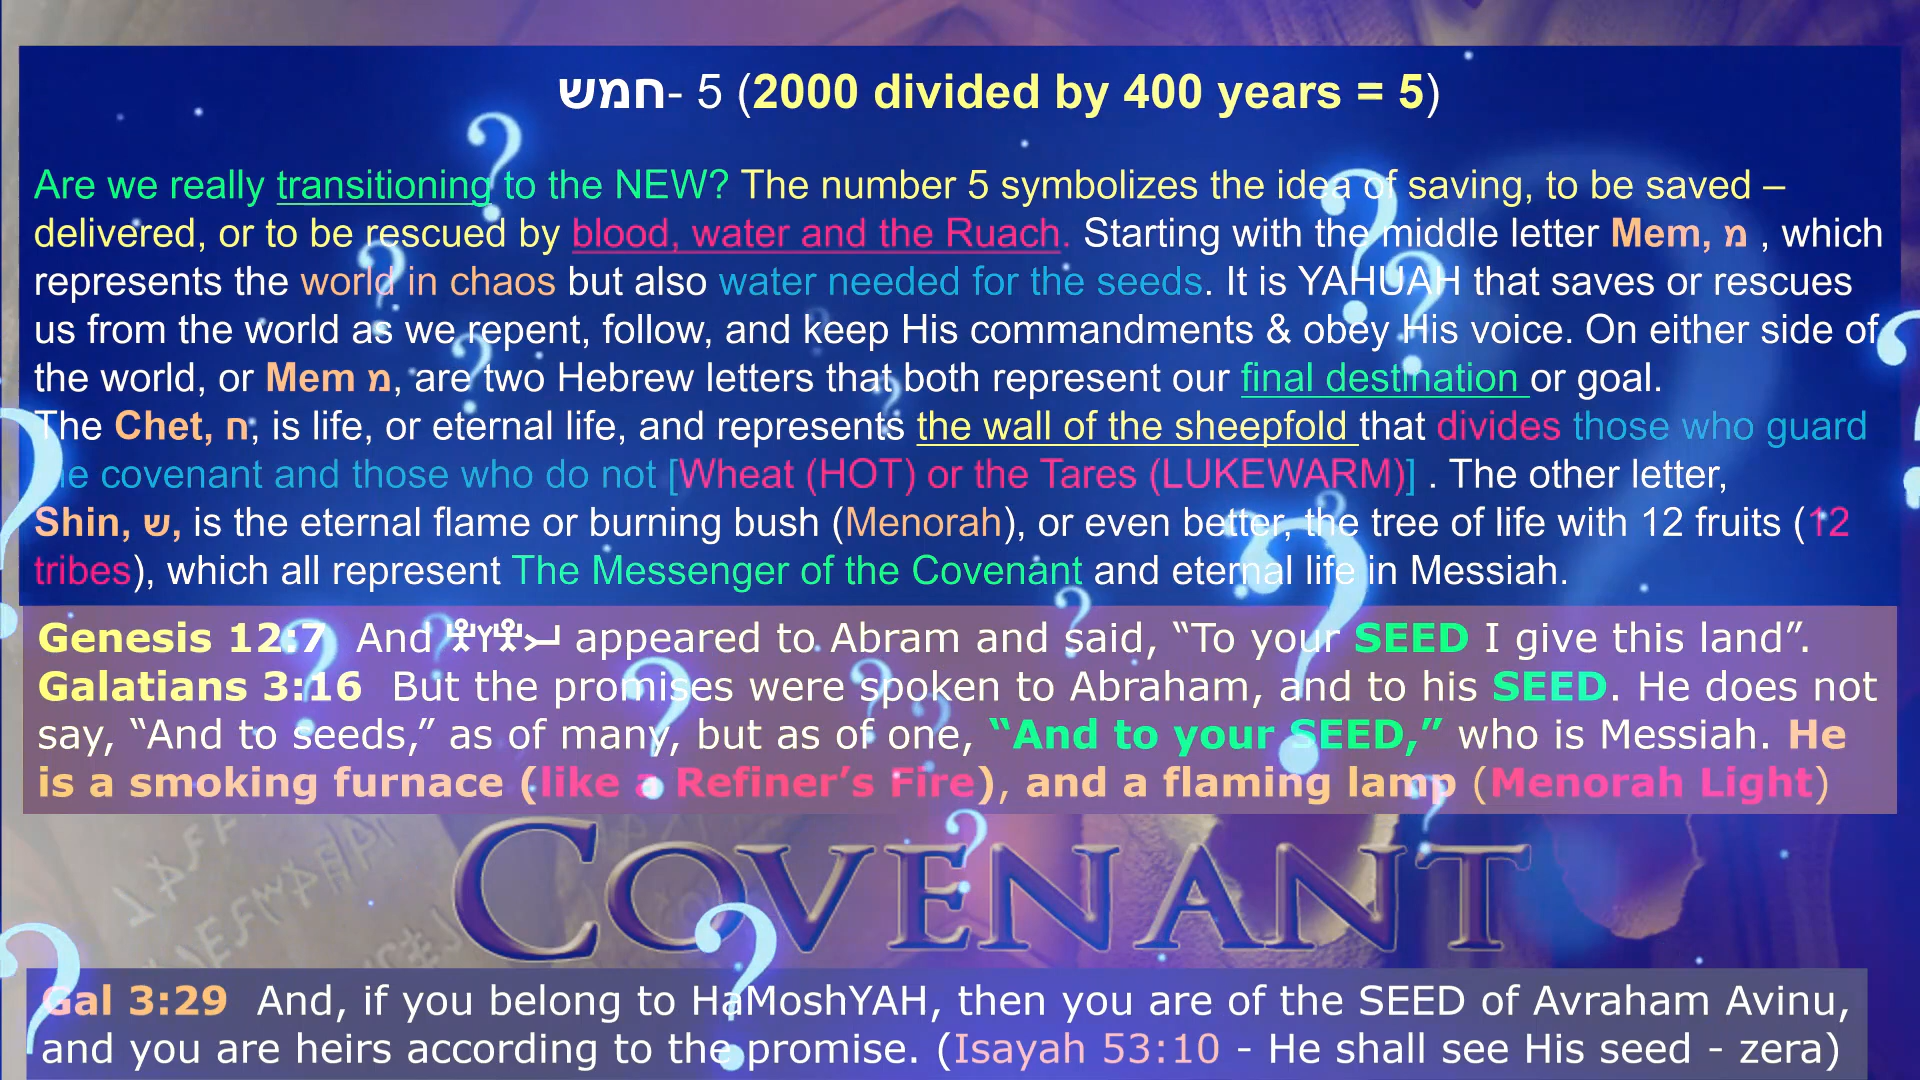 חמש- 5 (2000 divided by 400 years = 5)
Are we really transitioning to the NEW? The number 5 symbolizes the idea of saving, to be saved –
delivered, or to be rescued by blood, water and the Ruach. Starting with the middle letter Mem, מ , which
represents the world in chaos but also water needed for the seeds. It is YAHUAH that saves or rescues
us from the world as we repent, follow, and keep His commandments & obey His voice. On either side of
the world, or Mem מ, are two Hebrew letters that both represent our final destination or goal.
The Chet, ח, is life, or eternal life, and represents the wall of the sheepfold that divides those who guard
the covenant and those who do not [Wheat (HOT) or the Tares (LUKEWARM)] . The other letter,
Shin, ש, is the eternal flame or burning bush (Menorah), or even better, the tree of life with 12 fruits (12
tribes), which all represent The Messenger of the Covenant and eternal life in Messiah.
Genesis 12:7 And appeared to Abram and said, “To your SEED I give this land”.
Galatians 3:16 But the promises were spoken to Abraham, and to his SEED. He does not
say, “And to seeds,” as of many, but as of one, “And to your SEED,” who is Messiah. He
is a smoking furnace (like a Refiner’s Fire), and a flaming lamp (Menorah Light)
COVENANT
Gal 3:29 And, if you belong to HaMoshYAH, then you are of the SEED of Avraham Avinu,
and you are heirs according to the promise. (Isayah 53:10 - He shall see His seed - zera)